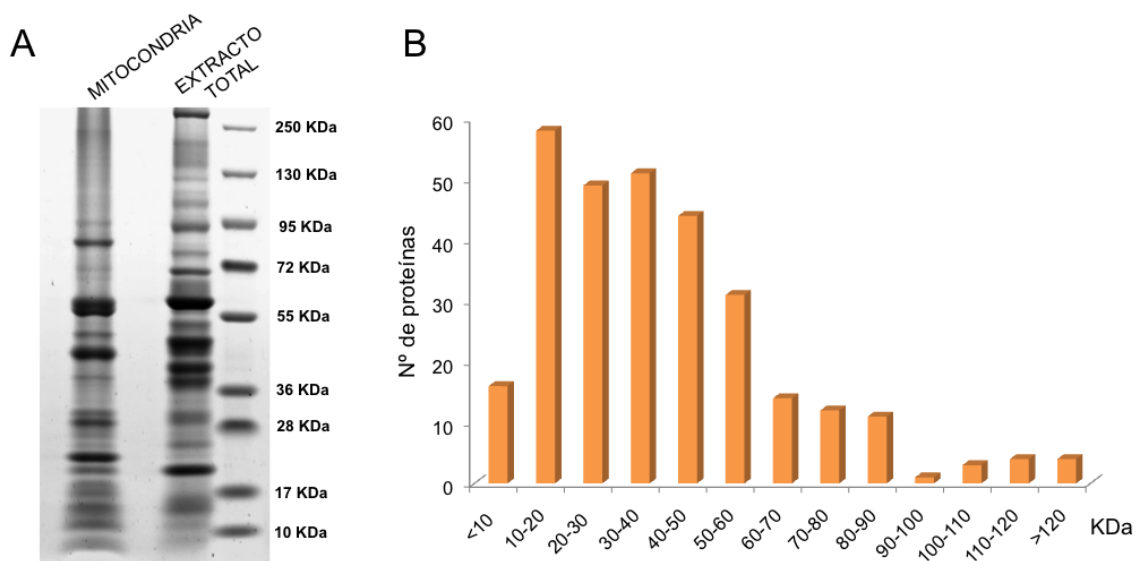 A
MITOCONDRIA
EXTRACTO
TOTAL
250 KDa
130 KDa
95 KDa
72 KDa
55 KDa
36 KDa
28 KDa
17 KDa
10 KDa
B
Nº de proteínas
60
50
40
30
20
10
0
<10
10-20
20-30
30-40
40-50
50-60
60-70
70-80
80-90
90-100
100-110
110-120
>120
KDa